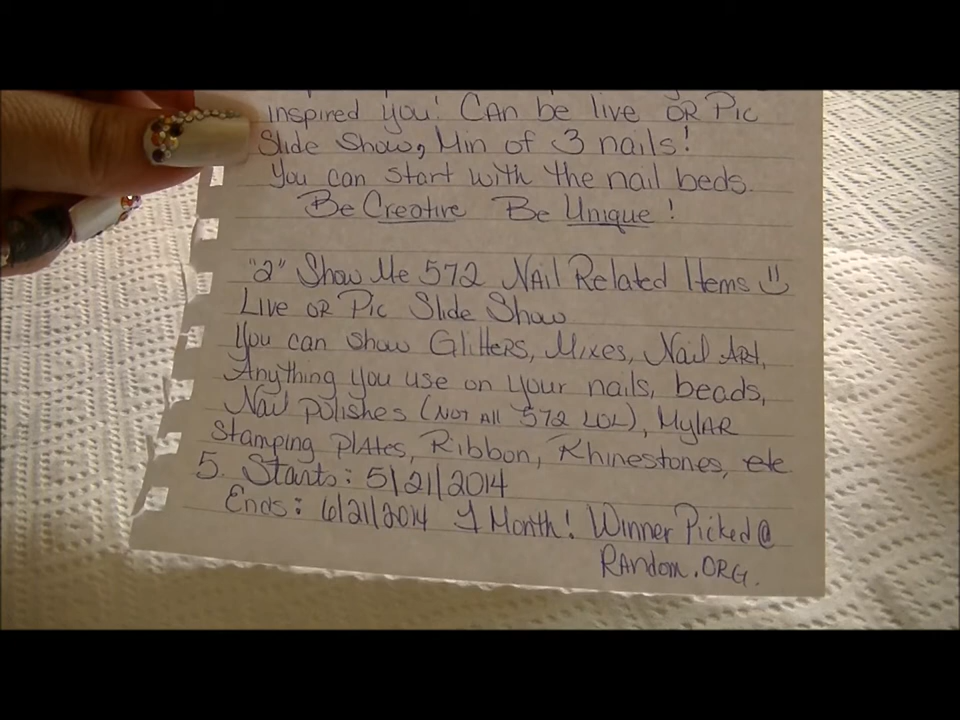 inspired you! CAn be live OR Pic
Slide Show, Min of 3 nails!
You can start with the nail beds.
Be Creative Be Unique!
"2" Show Me 572 NAil Related Items
Live OR Pic Slide Show
You can show GlitteRs, Mixes, Nail ARt,
Anything you use on your nails, beads,
Nail polishes (Not All 572 LOL), MylAR
Stamping PlAtes, Ribbon, Rhinestones, etc
5. Starts: 5/21/2014
Ends: 6/21/2014 1 Month! WinneR Picked @
RAndom.ORG.